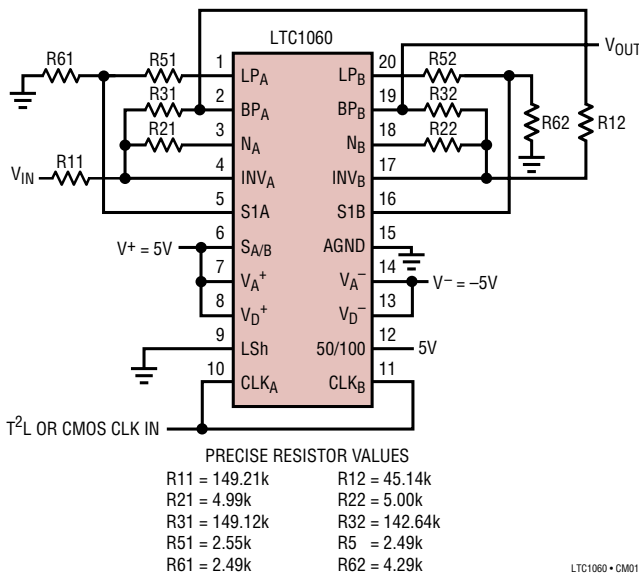 LTC1060
R61
R51
1
LPA
LPB
20
R52
VOUT
R31
2
BPA
BPB
19
R32
R62
R12
R21
3
NA
NB
18
R22
VIN
R11
4
INVA
INVB
17
5
S1A
S1B
16
V+ = 5V
6
SA/B
AGND
15
7
VA+
VA–
14
V– = –5V
8
VD+
VD–
13
9
LSh
50/100
12
5V
10
CLKA
CLKB
11
T2L OR CMOS CLK IN
PRECISE RESISTOR VALUES
R11 = 149.21k R12 = 45.14k
R21 = 4.99k R22 = 5.00k
R31 = 149.12k R32 = 142.64k
R51 = 2.55k R5 = 2.49k
R61 = 2.49k R62 = 4.29k
LTC1060 • CM01